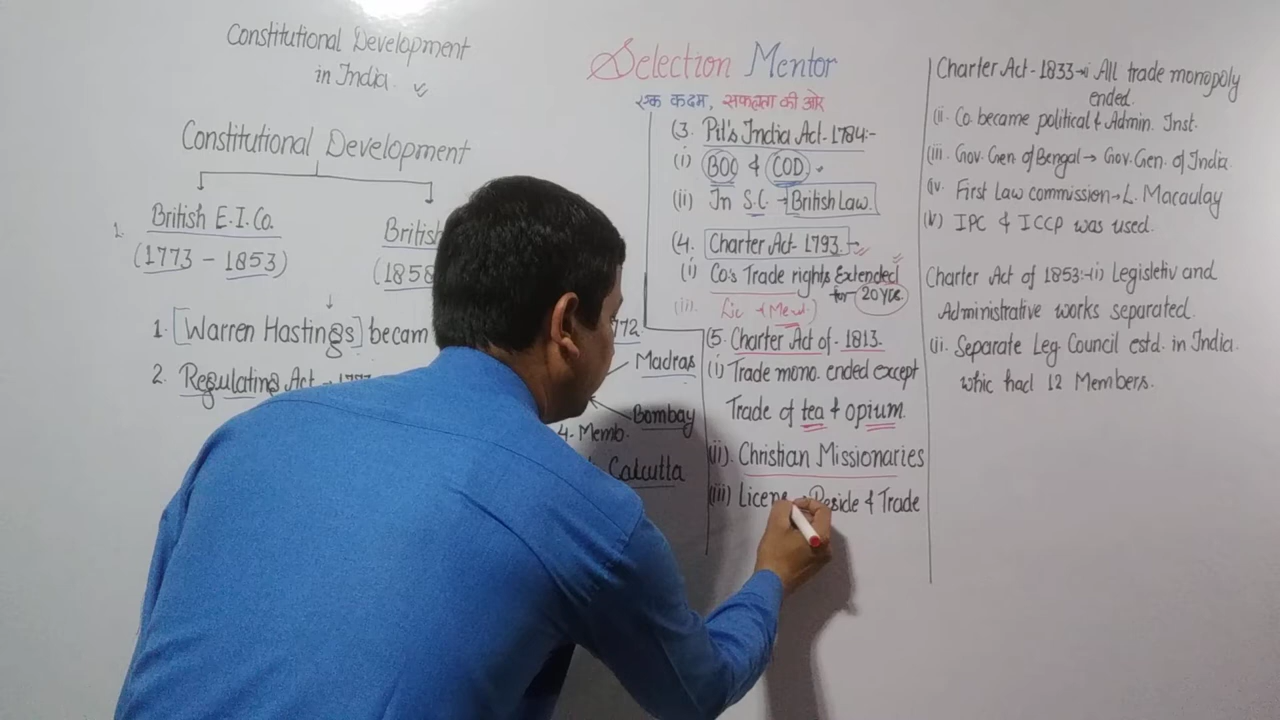 Constitutional Development
in India.
Constitutional Development
1. British E.I.Co.
(1773 - 1853)
British
(1858
1. [Warren Hastings] becam
1772
2. Regulating Act
Madras
Bombay
4. Memb.
Calcutta
Selection Mentor
एक कदम, सफलता की ओर
(3. Pit's India Act- 1784:-
(i) BOC & COD
(ii) In S.C. → British Law.
(4. Charter Act- 1793.
(i) Co's Trade rights Extended
for 20 Yrs.
Lic
(5. Charter Act of - 1813.
(i) Trade mono. ended except
Trade of tea & opium
(ii). Christian Missionaries
(iii) Licens Reside & Trade
Charter Act - 1833→i All trade monopoly
ended.
(ii. Co. became political & Admin. Inst.
(iii. Gov. Gen. of Bengal → Gov. Gen. of India.
(iv. First Law commission → L. Macaulay
(v) IPC & ICCP was used.
Charter Act of 1853:-i) Legisletiv and
Administrative works separated.
(ii. Separate Leg Council estd. in India.
whic had 12 Members.